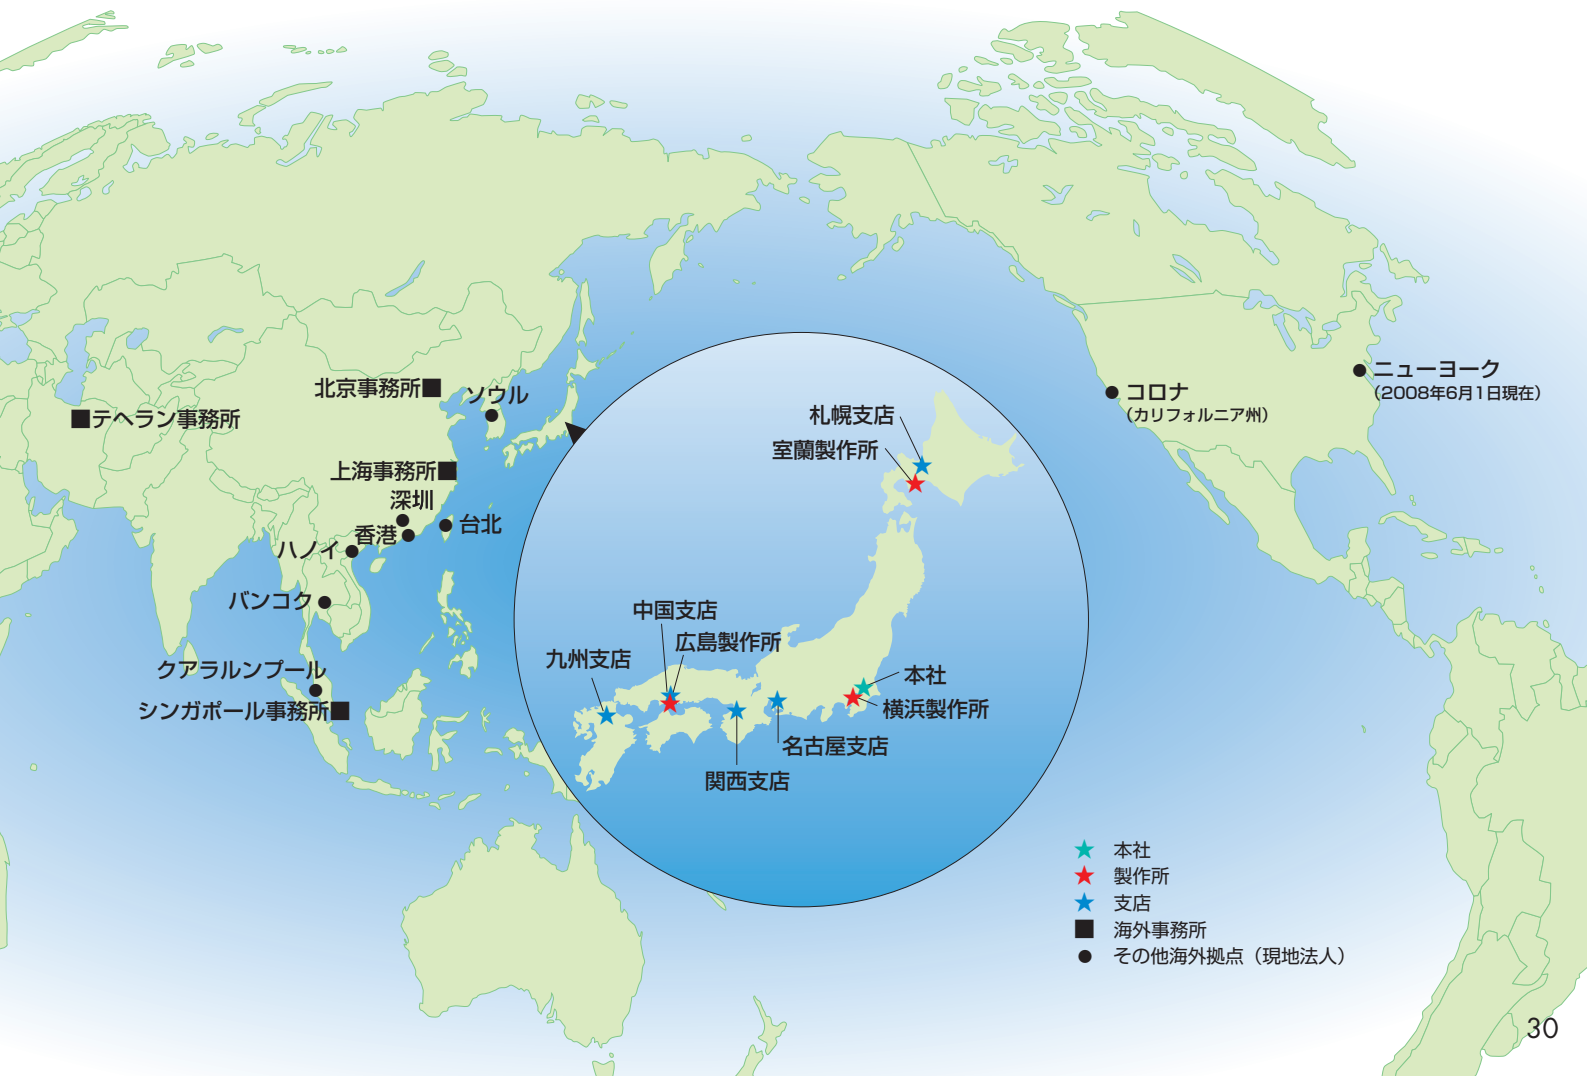 北京事務所■
ソウル
■テヘラン事務所
上海事務所■
深圳
香港
台北
ハノイ
バンコク
クアラルンプール
シンガポール事務所■
ニューヨーク
(2008年6月1日現在)
コロナ
(カリフォルニア州)
札幌支店
室蘭製作所
中国支店
広島製作所
九州支店
本社
横浜製作所
名古屋支店
関西支店
★ 本社
★ 製作所
★ 支店
■ 海外事務所
● その他海外拠点（現地法人）
30